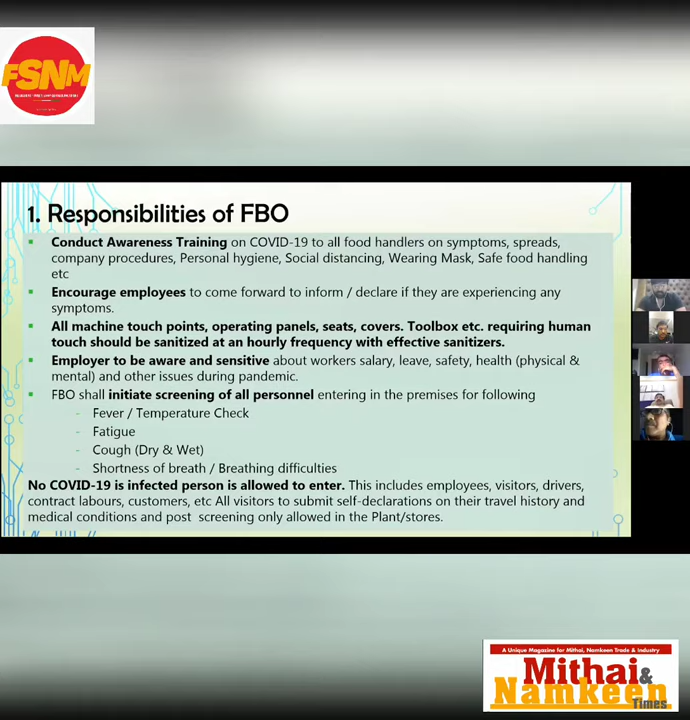 FSNM
1. Responsibilities of FBO
▪ Conduct Awareness Training on COVID-19 to all food handlers on symptoms, spreads,
company procedures, Personal hygiene, Social distancing, Wearing Mask, Safe food handling
etc
▪ Encourage employees to come forward to inform / declare if they are experiencing any
symptoms.
▪ All machine touch points, operating panels, seats, covers. Toolbox etc. requiring human
touch should be sanitized at an hourly frequency with effective sanitizers.
▪ Employer to be aware and sensitive about workers salary, leave, safety, health (physical &
mental) and other issues during pandemic.
▪ FBO shall initiate screening of all personnel entering in the premises for following
- Fever / Temperature Check
- Fatigue
- Cough (Dry & Wet)
- Shortness of breath / Breathing difficulties
No COVID-19 is infected person is allowed to enter. This includes employees, visitors, drivers,
contract labours, customers, etc All visitors to submit self-declarations on their travel history and
medical conditions and post screening only allowed in the Plant/stores.
A Unique Magazine for Mithai, Namkeen Trade & Industry
Mithai &
Namkeen
Times